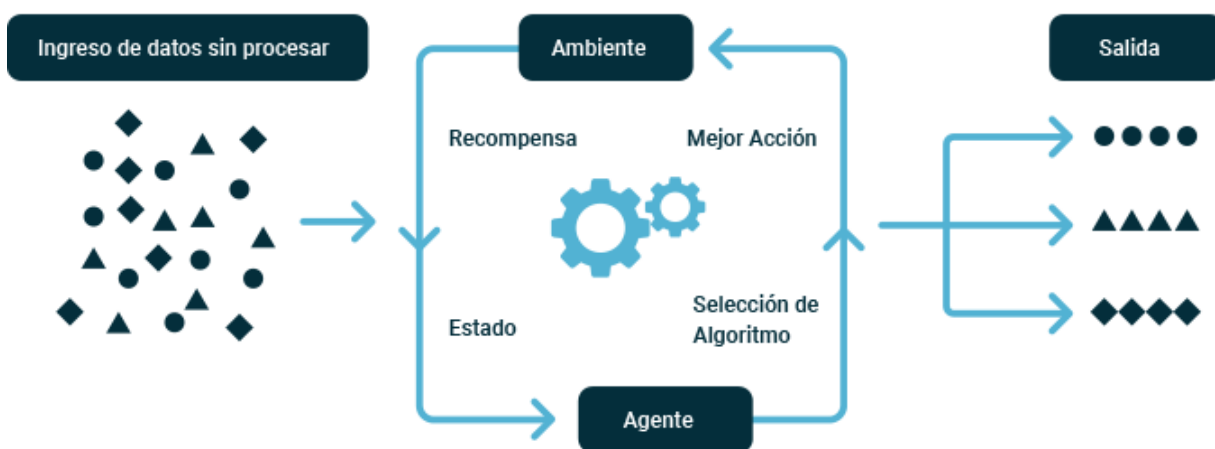 Ingreso de datos sin procesar
Ambiente
Salida
Recompensa
Mejor Acción
Estado
Selección de
Algoritmo
Agente